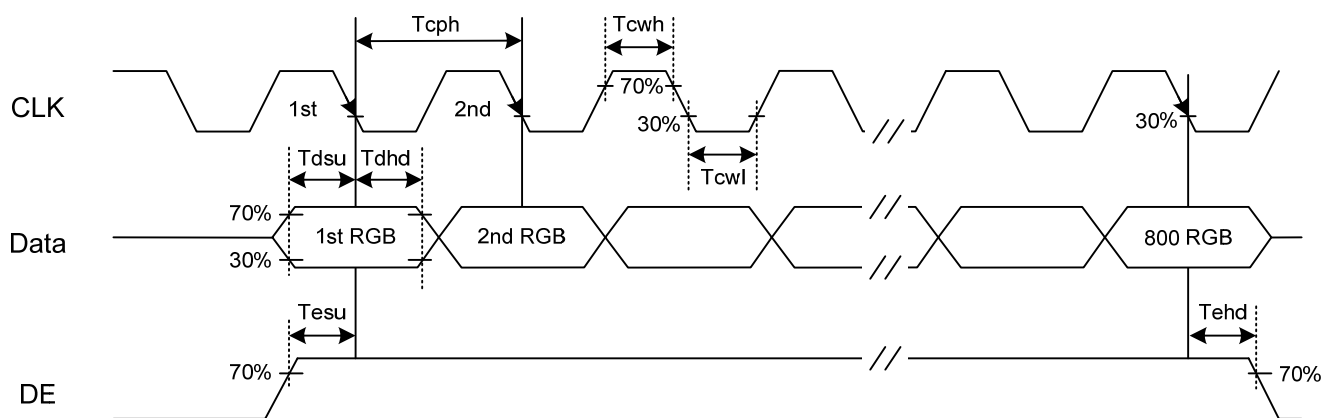 Tcph
Tcwh
CLK
1st
2nd
70%
30%
30%
Tdsu
Tdhd
Tcwl
70%
Data
1st RGB
2nd RGB
800 RGB
30%
Tesu
Tehd
70%
70%
DE